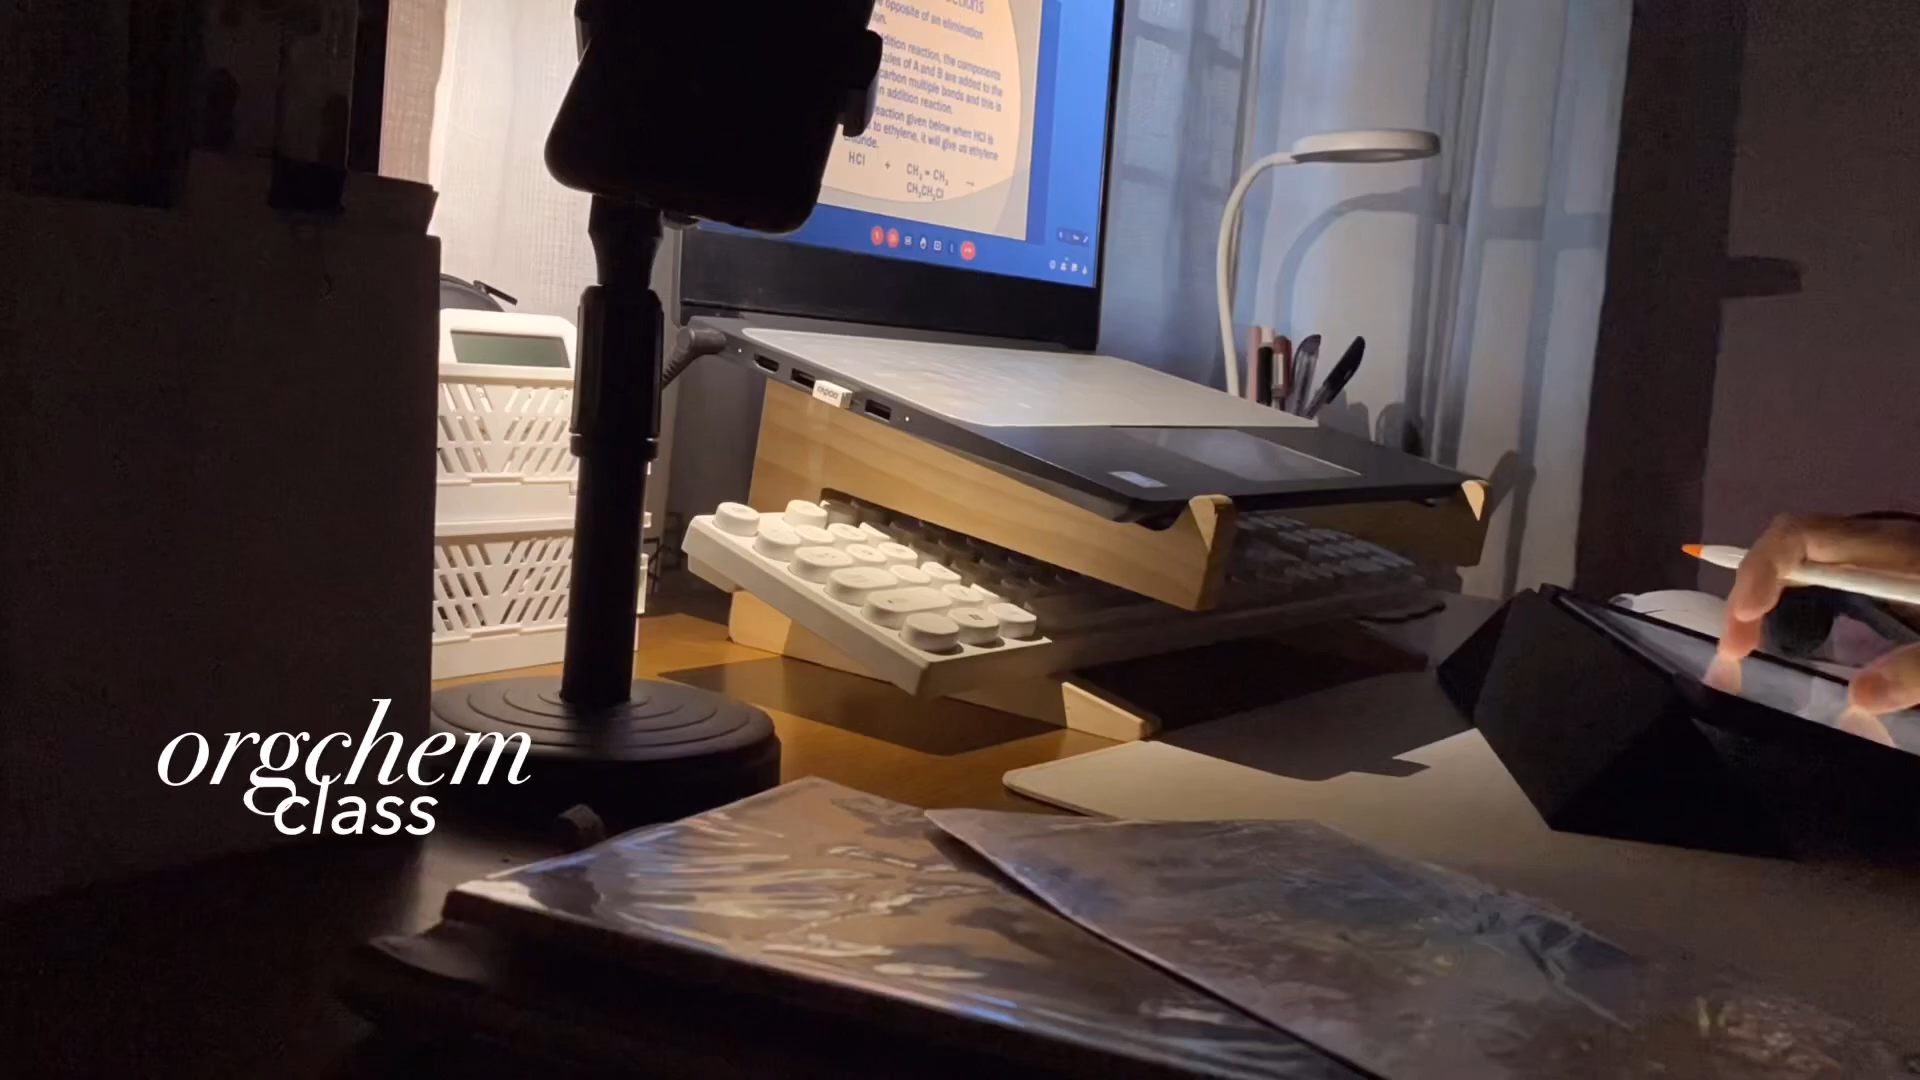 opposite of an elimination
addition reaction, the components
of A and B are added to the
carbon multiple bonds and this is
addition reaction.
reaction given below when HCl is
to ethylene, it will give us ethylene
HCl + CH2 = CH2 →
CH3CH2Cl
rapoo
orgchem
class